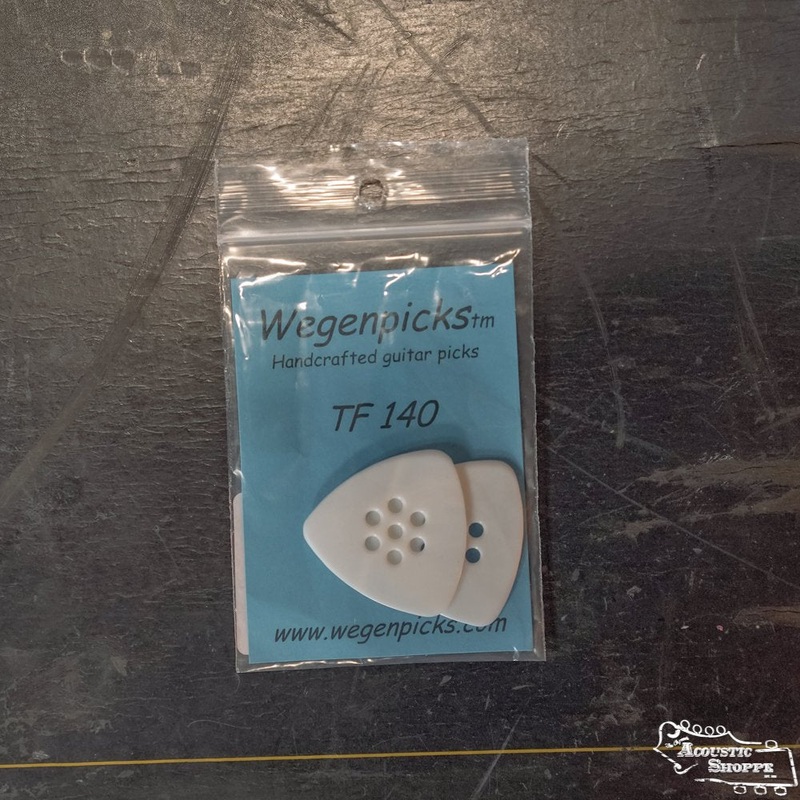 Wegenpickstm
Handcrafted guitar picks
TF 140
www.wegenpicks.com
Acoustic
Shoppe